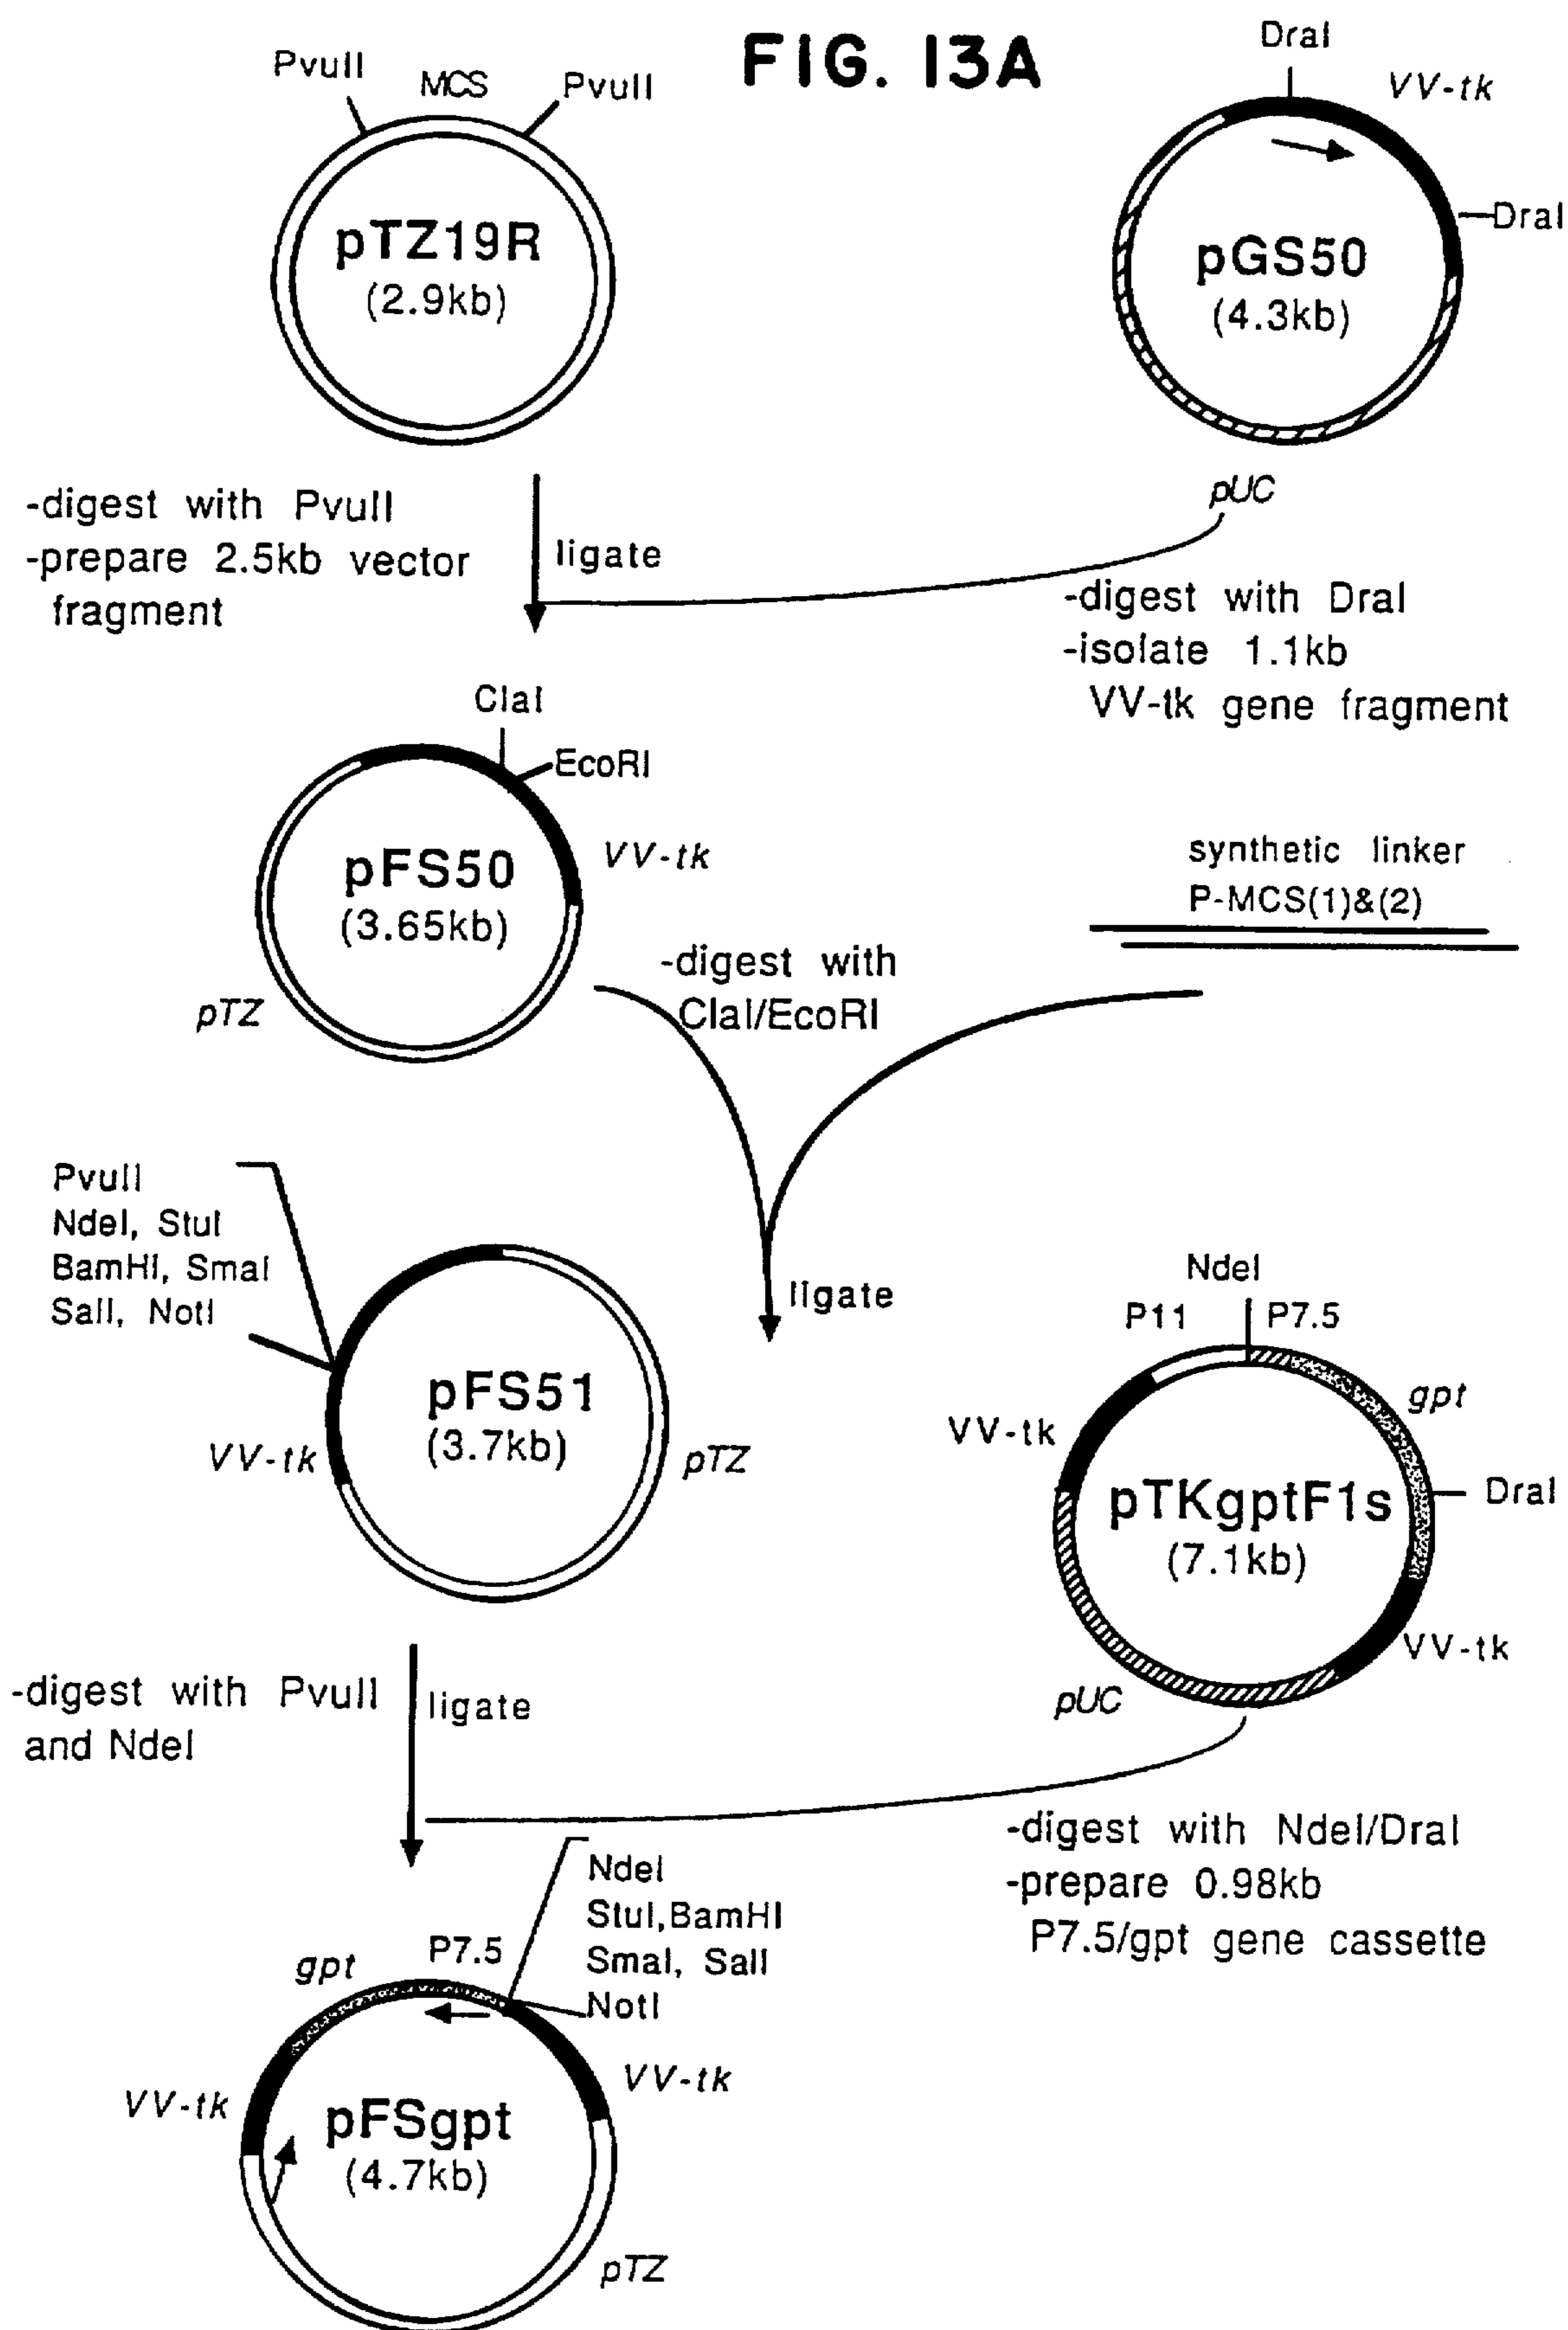 FIG. 13A
PvuII
MCS
PvuII
pTZ19R
(2.9kb)
DraI
VV-tk
DraI
pGS50
(4.3kb)
pUC
-digest with PvuII
-prepare 2.5kb vector
fragment
ligate
-digest with DraI
-isolate 1.1kb
VV-tk gene fragment
ClaI
EcoRI
pFS50
(3.65kb)
VV-tk
pTZ
synthetic linker
P-MCS(1)&(2)
-digest with
ClaI/EcoRI
PvuII
NdeI, StuI
BamHI, SmaI
SalI, NotI
ligate
pFS51
(3.7kb)
VV-tk
pTZ
NdeI
P11
P7.5
gpt
VV-tk
DraI
pTKgptF1s
(7.1kb)
VV-tk
pUC
-digest with PvuII
and NdeI
ligate
-digest with NdeI/DraI
-prepare 0.98kb
P7.5/gpt gene cassette
NdeI
StuI,BamHI
SmaI, SalI
NotI
gpt
P7.5
VV-tk
VV-tk
pFSgpt
(4.7kb)
pTZ